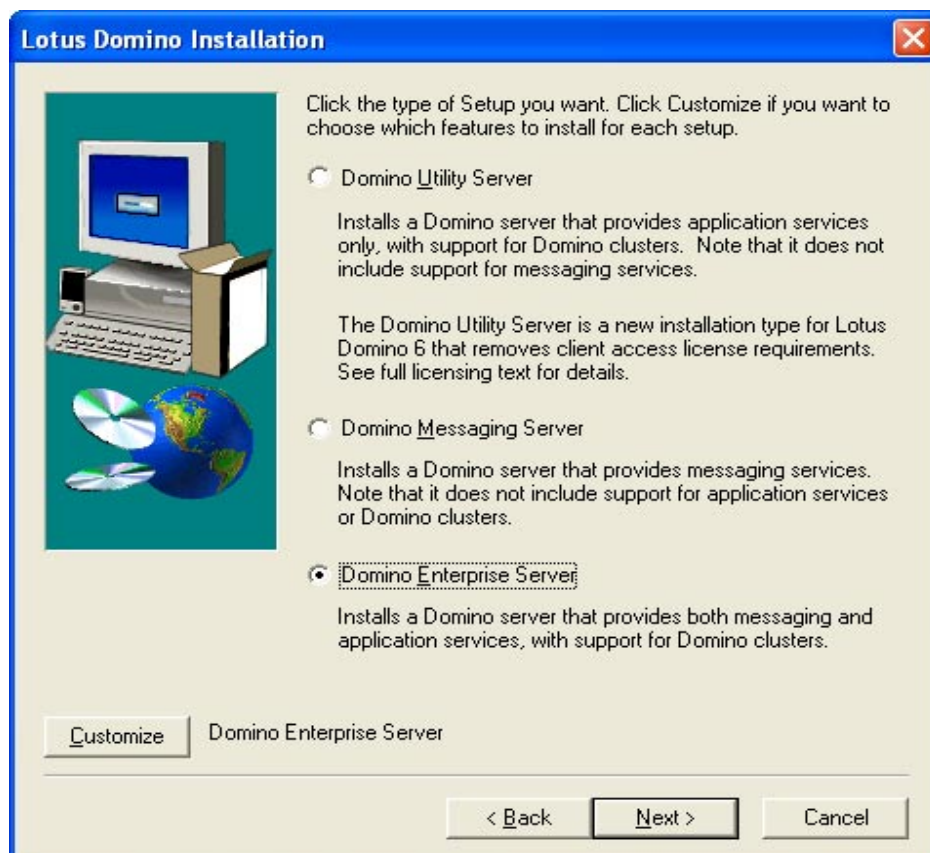 Lotus Domino Installation
Click the type of Setup you want. Click Customize if you want to
choose which features to install for each setup.
Domino Utility Server
Installs a Domino server that provides application services
only, with support for Domino clusters. Note that it does not
include support for messaging services.
The Domino Utility Server is a new installation type for Lotus
Domino 6 that removes client access license requirements.
See full licensing text for details.
Domino Messaging Server
Installs a Domino server that provides messaging services.
Note that it does not include support for application services
or Domino clusters.
Domino Enterprise Server
Installs a Domino server that provides both messaging and
application services, with support for Domino clusters.
Customize Domino Enterprise Server
< Back Next > Cancel